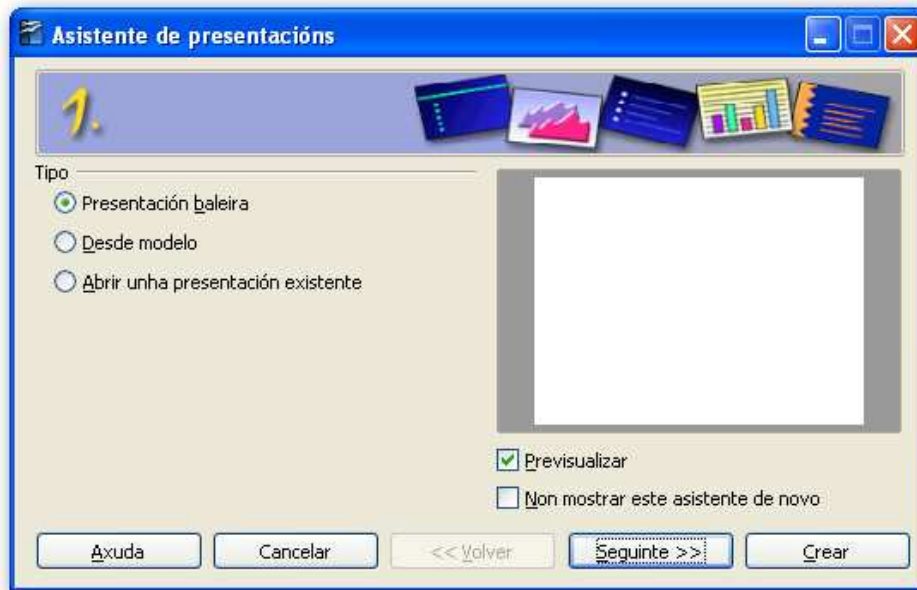 Asistente de presentacións
1.
Tipo
Presentación baleira
Desde modelo
Abrir unha presentación existente
Previsualizar
Non mostrar este asistente de novo
Axuda Cancelar << Volver Seguinte >> Crear